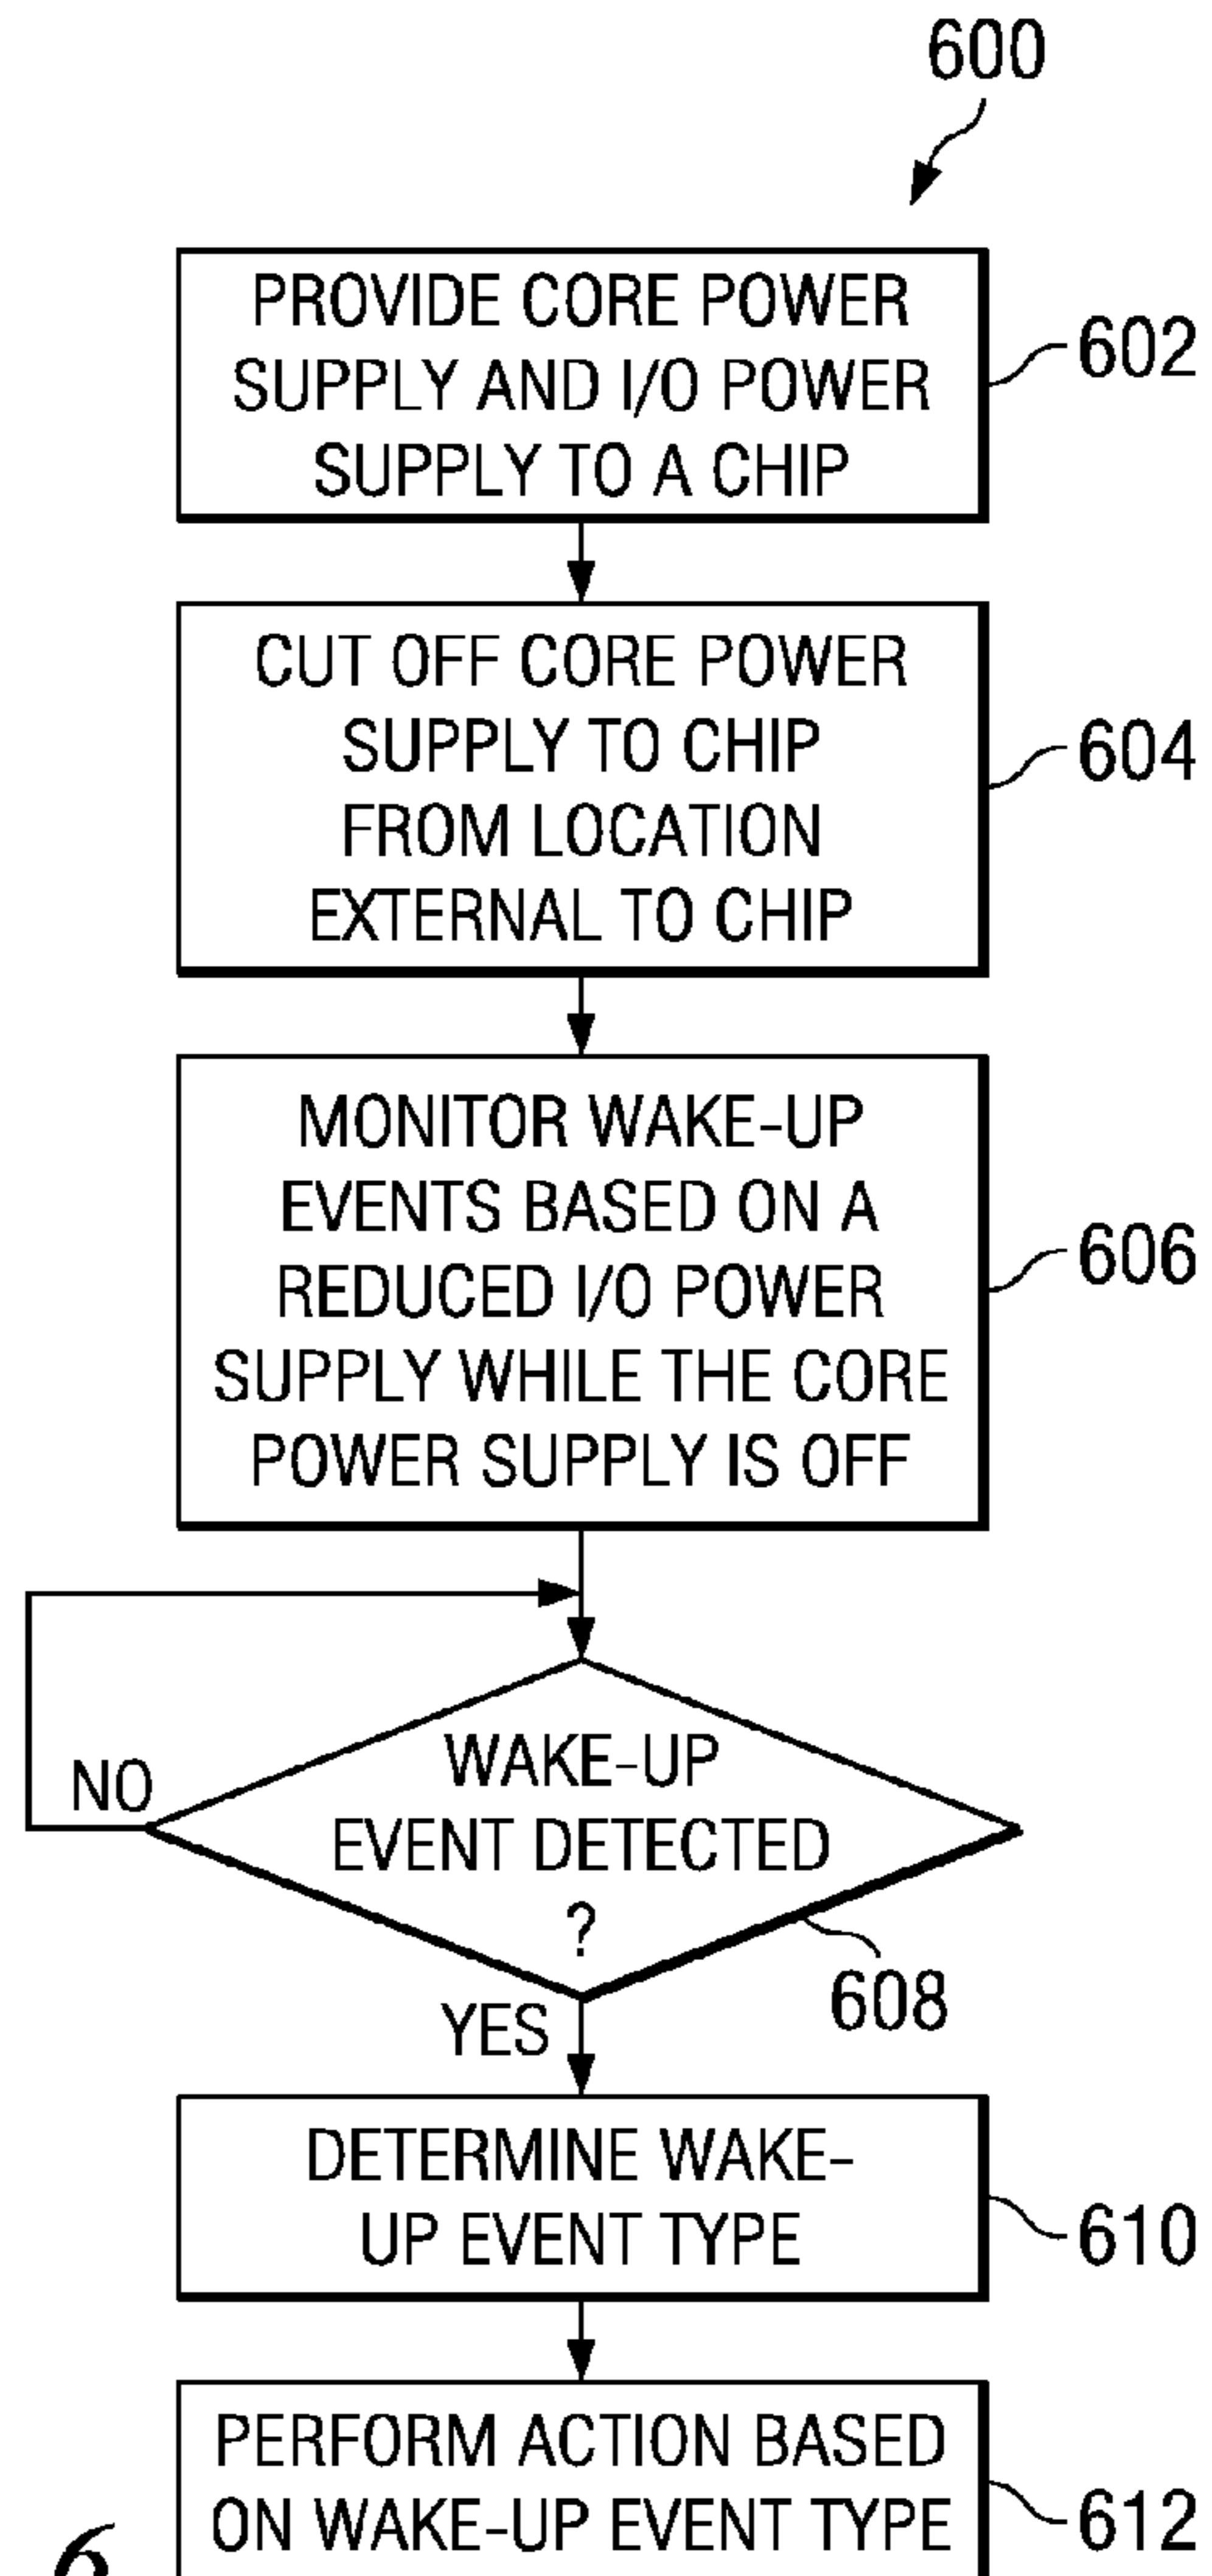 600
PROVIDE CORE POWER
SUPPLY AND I/O POWER
SUPPLY TO A CHIP
602
CUT OFF CORE POWER
SUPPLY TO CHIP
FROM LOCATION
EXTERNAL TO CHIP
604
MONITOR WAKE-UP
EVENTS BASED ON A
REDUCED I/O POWER
SUPPLY WHILE THE CORE
POWER SUPPLY IS OFF
606
NO
WAKE-UP
EVENT DETECTED
?
608
YES
DETERMINE WAKE-
UP EVENT TYPE
610
PERFORM ACTION BASED
ON WAKE-UP EVENT TYPE
612
6